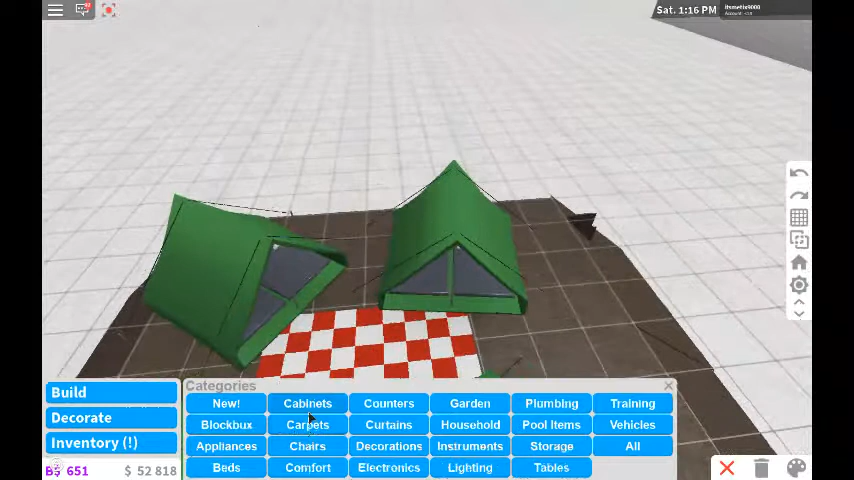 Sat. 1:16 PM
itsmetix9000
Build
Decorate
Inventory (!)
B$ 651
$ 52 818
Categories
New! Cabinets Counters Garden Plumbing Training
Blockbux Carpets Curtains Household Pool Items Vehicles
Appliances Chairs Decorations Instruments Storage All
Beds Comfort Electronics Lighting Tables